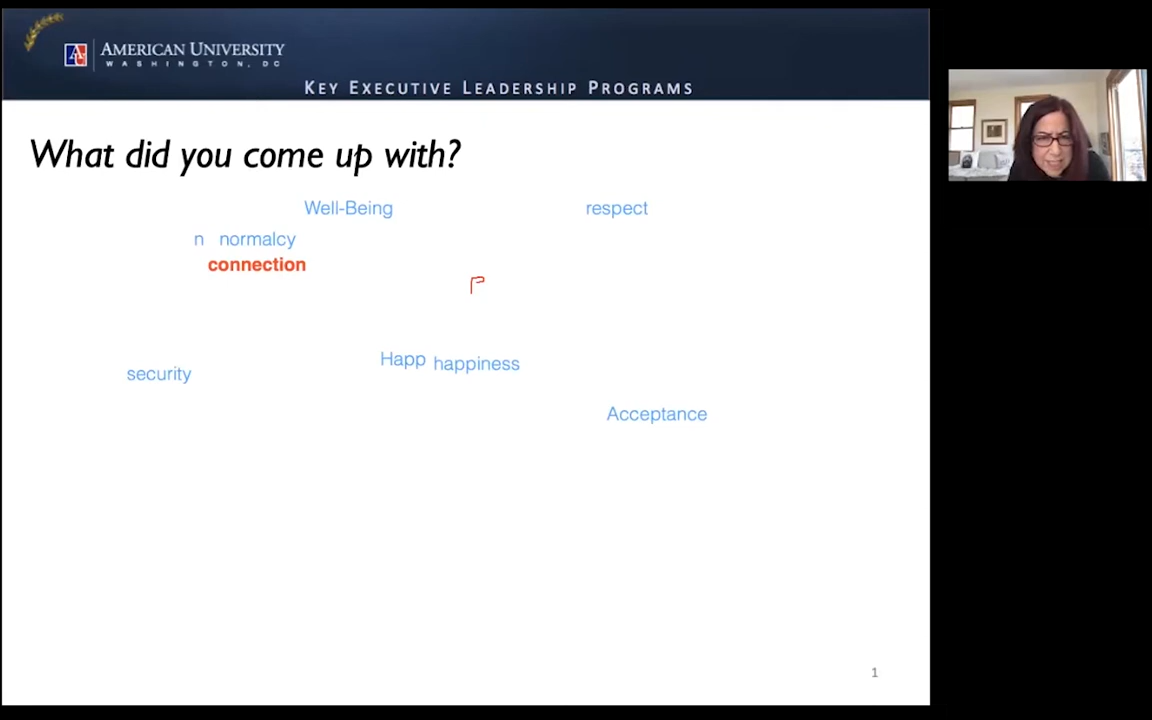 AMERICAN UNIVERSITY
WASHINGTON, DC
KEY EXECUTIVE LEADERSHIP PROGRAMS
What did you come up with?
Well-Being respect
n normalcy
connection
Happ happiness
security
Acceptance
1